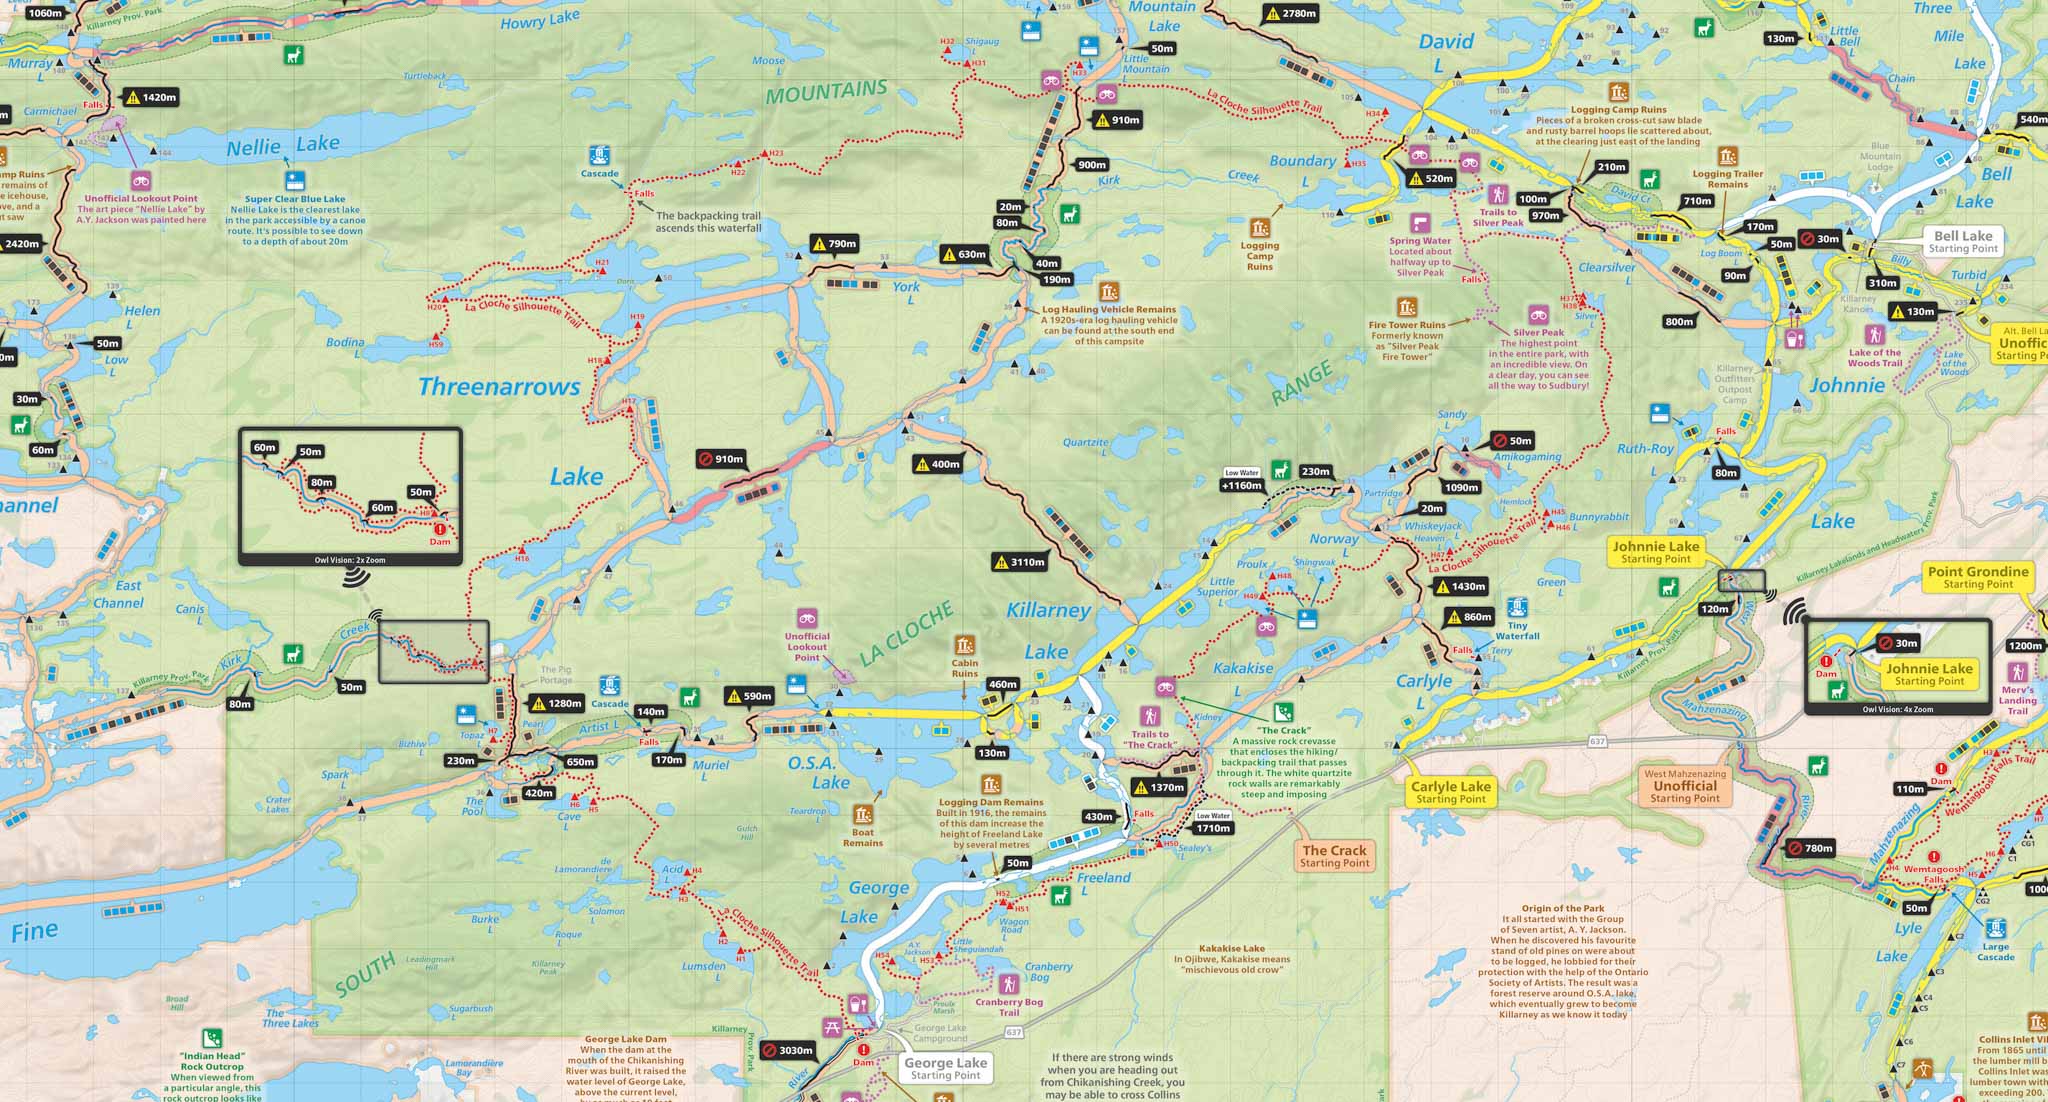 1060m
Killarney Prov. Park
Howry Lake
Murray
L
Carmichael
L
Falls
1420m
Nellie Lake
Unofficial Lookout Point
The art piece "Nellie Lake" by
A.Y. Jackson was painted here
Super Clear Blue Lake
Nellie Lake is the clearest lake
in the park accessible by a canoe
route. It's possible to see down
to a depth of about 20m
2420m
Helen
L
50m
Low
L
30m
60m
Turtleback
L
Moose
L
MOUNTAINS
Shigaug
L
H32
H31
H33
Mountain
Lake
50m
Little
Mountain
L
2780m
La Cloche Silhouette Trail
David
L
H34
H35
Boundary
L
520m
910m
900m
Kirk
Creek
20m
80m
40m
190m
630m
790m
York
L
Cascade
Falls
The backpacking trail
ascends this waterfall
H23
H22
H21
H20
La Cloche Silhouette Trail
H19
H18
H17
H59
Bodina
L
Threenarrows
Lake
Logging
Camp
Ruins
Log Hauling Vehicle Remains
A 1920s-era log hauling vehicle
can be found at the south end
of this campsite
Logging Camp Ruins
Pieces of a broken cross-cut saw blade
and rusty barrel hoops lie scattered about,
at the clearing just east of the landing
130m
Little
Bell
L
Chain
L
Three
Mile
Lake
540m
Blue
Mountain
Lodge
Bell
Lake
210m
100m
970m
Logging Trailer
Remains
David Cr
710m
170m
50m
30m
90m
310m
Log Boom
L
Billy
L
Bell Lake
Starting Point
Turbid
L
Killarney
Kanoes
130m
Lake of the
Woods Trail
Lake
of the
Woods
Trails to
Silver Peak
Spring Water
Located about
halfway up to
Silver Peak
Falls
Fire Tower Ruins
Formerly known
as "Silver Peak
Fire Tower"
Silver Peak
The highest point
in the entire park, with
an incredible view. On
a clear day, you can see
all the way to Sudbury!
H37
H38
Silver
L
Clearsilver
L
800m
Killarney
Outfitters
Outpost
Camp
Johnnie
Lake
Ruth-Roy
L
Falls
80m
RANGE
Quartzite
L
910m
400m
3110m
Low Water
+1160m
230m
Sandy
L
50m
Amikogaming
L
1090m
Partridge
L
20m
Hemlock
L
H45
H46
Bunnyrabbit
L
Whiskeyjack
L
Heaven
L
H47
La Cloche Silhouette Trail
Norway
L
1430m
860m
Green
L
Tiny
Waterfall
Falls
Terry
L
Johnnie Lake
Starting Point
Killarney Lakelands and Headwaters Prov. Park
Point Grondine
Starting Point
120m
1200m
Merv's
Landing
Trail
30m
Johnnie Lake
Starting Point
Dam
Owl Vision: 4x Zoom
60m
50m
80m
60m
50m
H8
Dam
Owl Vision: 2x Zoom
East
Channel
Canis
L
Kirk
Creek
Killarney Prov. Park
80m
50m
H16
The Pig
Portage
1280m
Killarney
Lake
Little
Superior
L
Proulx
L
Shingwak
L
H48
H49
Kakakise
L
Carlyle
L
Killarney Prov. Park
Unofficial
Lookout
Point
LA CLOCHE
Cabin
Ruins
460m
130m
Topaz
L
H7
Pearl
L
Bizhiw
L
230m
650m
420m
The
Pool
H6
H5
Cave
L
Cascade
140m
Artist L
Falls
170m
590m
Muriel
L
O.S.A.
Lake
Teardrop
L
Boat
Remains
Logging Dam Remains
Built in 1916, the remains
of this dam increase the
height of Freeland Lake
by several metres
Kidney
L
Trails to
"The Crack"
1370m
"The Crack"
A massive rock crevasse
that encloses the hiking/
backpacking trail that passes
through it. The white quartzite
rock walls are remarkably
steep and imposing
430m
Falls
Low Water
1710m
The Crack
Starting Point
H50
Sealey's
L
637
Carlyle Lake
Starting Point
West
Mahzenazing
River
West Mahzenazing
Unofficial
Starting Point
780m
110m
Dam
Wemtagoosh Falls Trail
Mahzenazing
Wemtagoosh
Falls
H4
50m
Lyle
Lake
Large
Cascade
C1
CG1
CG2
C2
C3
C4
C5
C6
C7
Spark
L
Crater
Lakes
Fine
Gulch
Hill
Lamorandiere
L
de
Acid
L
H4
H3
H2
H1
Solomon
L
Burke
L
Roque
L
Lumsden
L
La Cloche Silhouette Trail
George
Lake
50m
Freeland
L
H52
H51
Wagon
Road
L
A.Y.
Jackson
L
H54
H53
Little
Sheguiandah
L
Cranberry
Bog
Cranberry Bog
Trail
Proulx
Marsh
Kakakise Lake
In Ojibwe, Kakakise means
"mischievous old crow"
Origin of the Park
It all started with the Group
of Seven artist, A. Y. Jackson.
When he discovered his favourite
stand of old pines on were about
to be logged, he lobbied for their
protection with the help of the Ontario
Society of Artists. The result was a
forest reserve around O.S.A. lake,
which eventually grew to become
Killarney as we know it today
SOUTH
Leadingmark
Hill
Killarney
Peak
Broad
Hill
The
Three Lakes
Sugarbush
L
Lamorandière
Bay
"Indian Head"
Rock Outcrop
When viewed from
a particular angle, this
rock outcrop looks like
George Lake Dam
When the dam at the
mouth of the Chikanishing
River was built, it raised the
water level of George Lake,
above the current level,
Killarney
Prov. Park
3030m
River
Dam
George Lake
Campground
George Lake
Starting Point
637
If there are strong winds
when you are heading out
from Chikanishing Creek, you
may be able to cross Collins